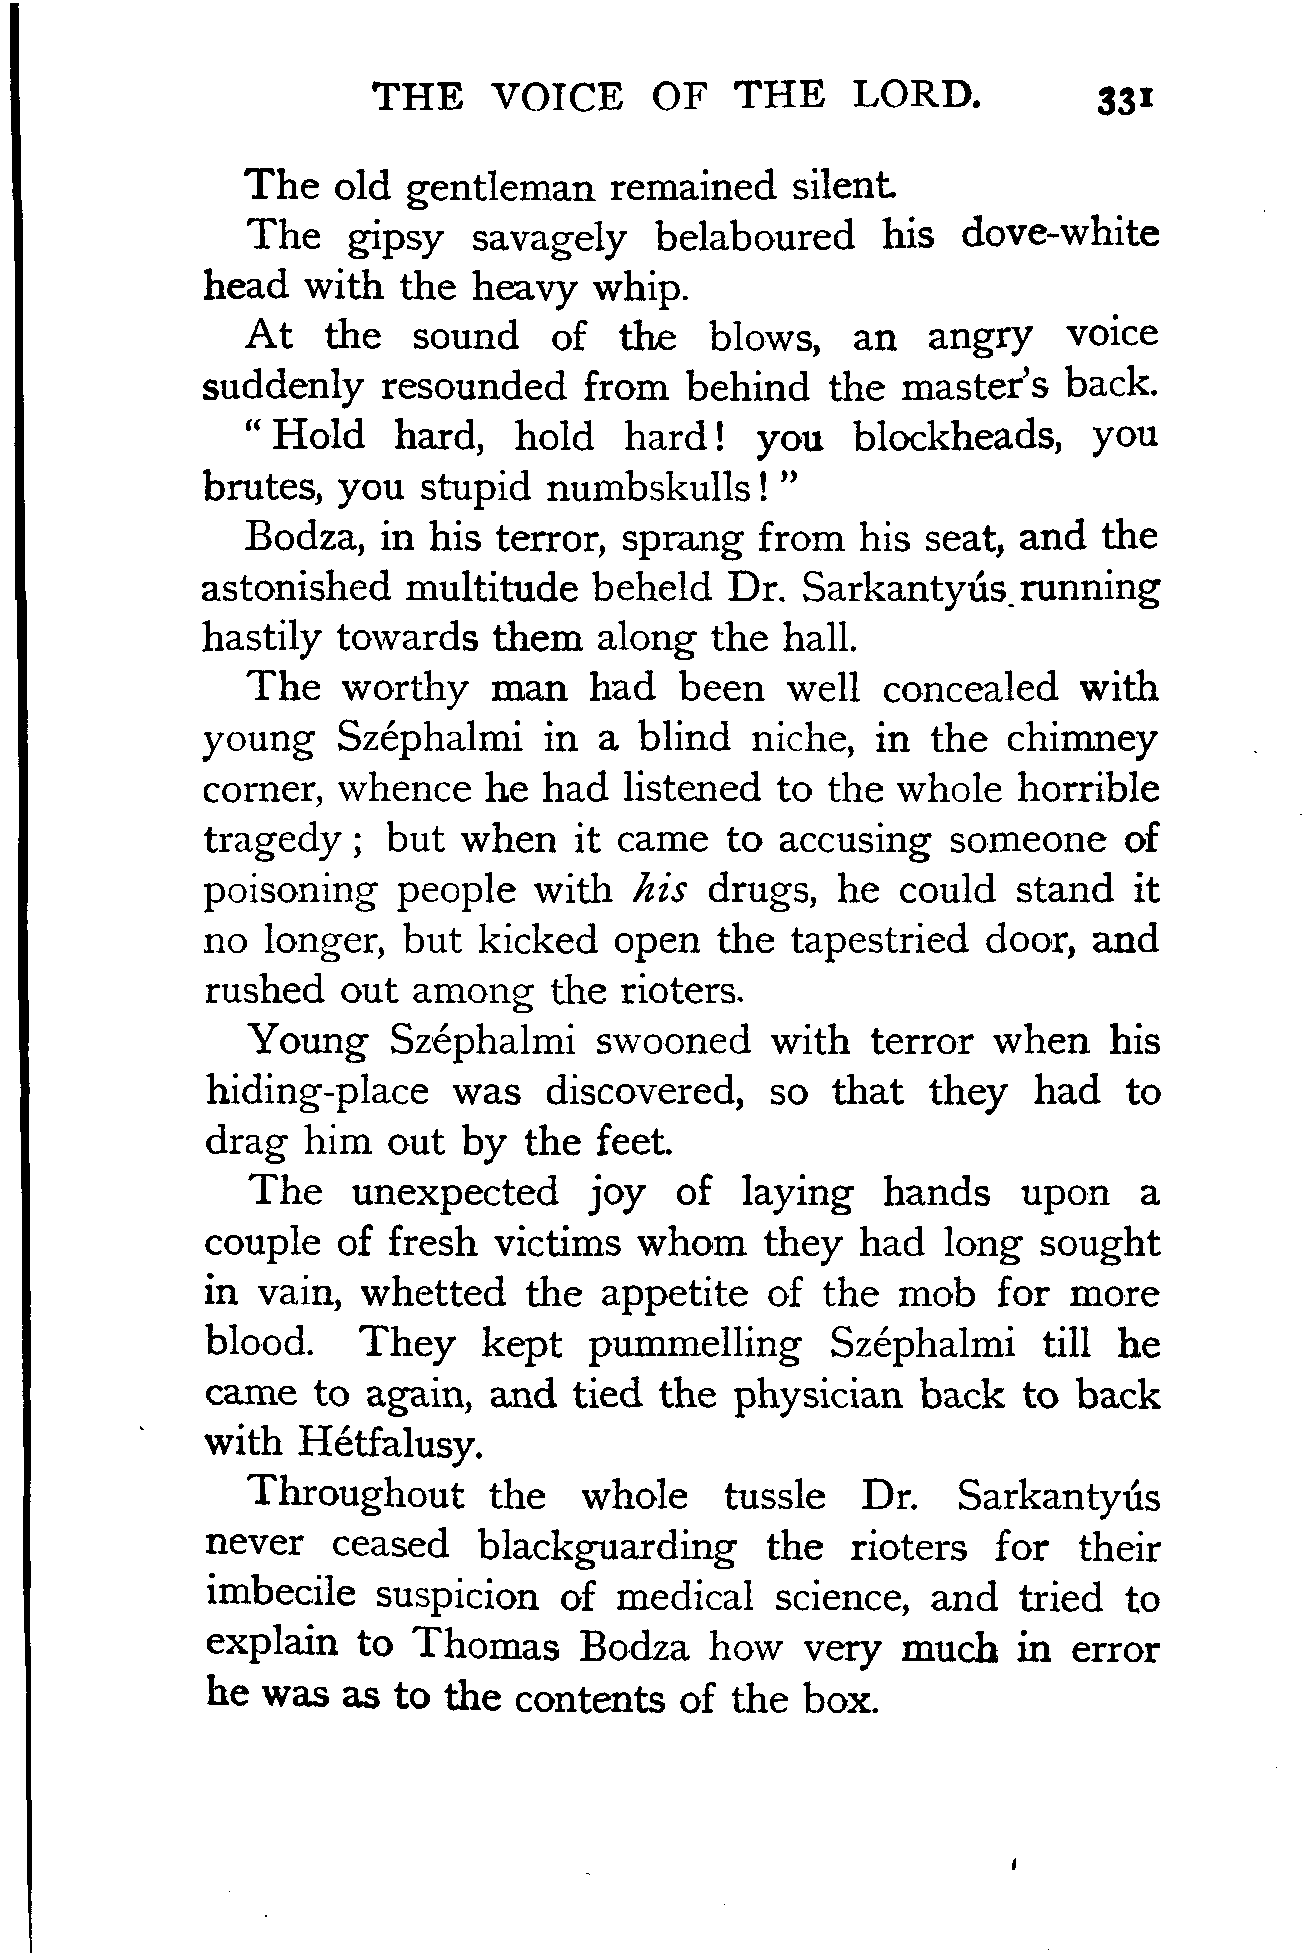 THE VOICE OF THE LORD. 331
The old gentleman remained silent.
The gipsy savagely belaboured his dove-white
head with the heavy whip.
At the sound of the blows, an angry voice
suddenly resounded from behind the master's back.
“ Hold hard, hold hard! you blockheads, you
brutes, you stupid numbskulls! ”
Bodza, in his terror, sprang from his seat, and the
astonished multitude beheld Dr. Sarkantyús running
hastily towards them along the hall.
The worthy man had been well concealed with
young Széphalmi in a blind niche, in the chimney
corner, whence he had listened to the whole horrible
tragedy ; but when it came to accusing someone of
poisoning people with his drugs, he could stand it
no longer, but kicked open the tapestried door, and
rushed out among the rioters.
Young Széphalmi swooned with terror when his
hiding-place was discovered, so that they had to
drag him out by the feet.
The unexpected joy of laying hands upon a
couple of fresh victims whom they had long sought
in vain, whetted the appetite of the mob for more
blood. They kept pummelling Széphalmi till he
came to again, and tied the physician back to back
with Hétfalusy.
Throughout the whole tussle Dr. Sarkantyús
never ceased blackguarding the rioters for their
imbecile suspicion of medical science, and tried to
explain to Thomas Bodza how very much in error
he was as to the contents of the box.